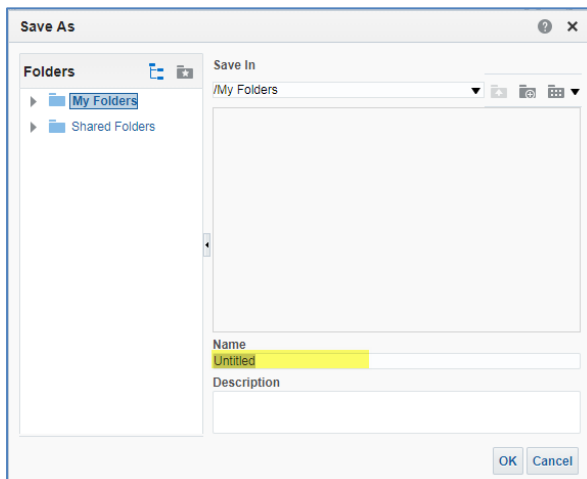 Save As
Folders
My Folders
Shared Folders
Save In
/My Folders
Name
Untitled
Description
OK Cancel